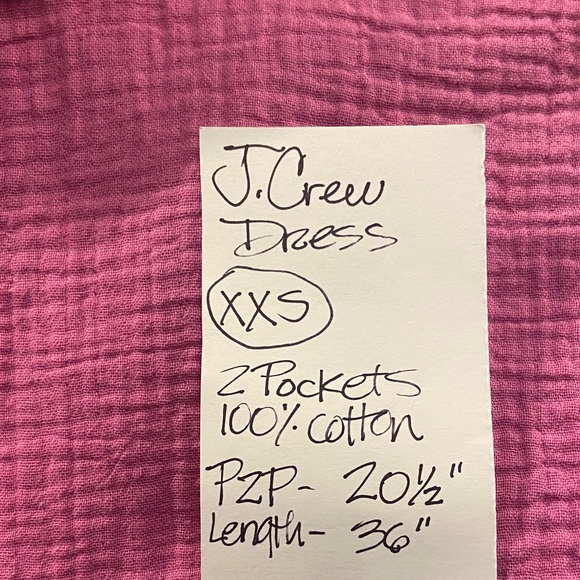 J.Crew
Dress
XXS
2 Pockets
100% cotton
P2P- 20½"
Length- 36"